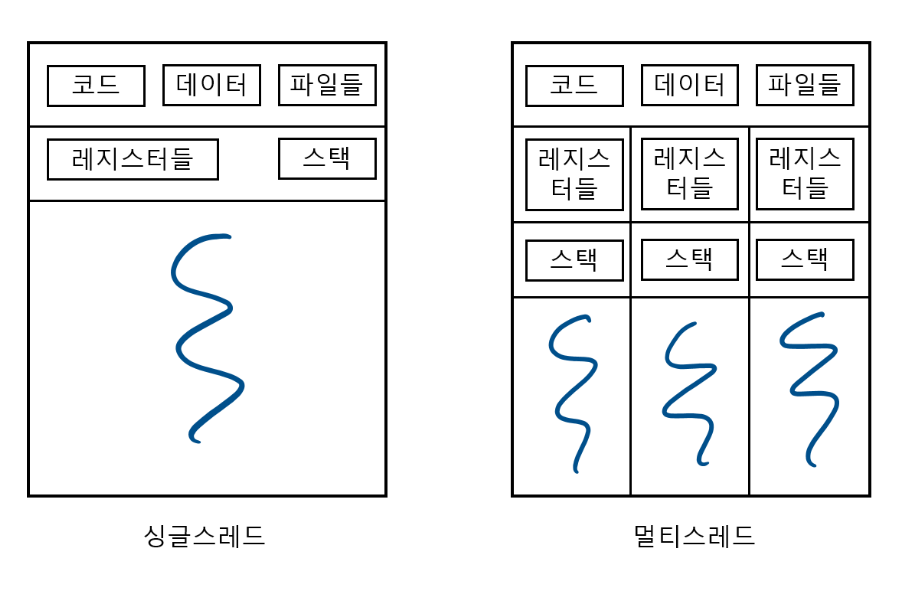 코드
데이터
파일들
레지스터들
스택
싱글스레드
코드
데이터
파일들
레지스
터들
레지스
터들
레지스
터들
스택
스택
스택
멀티스레드